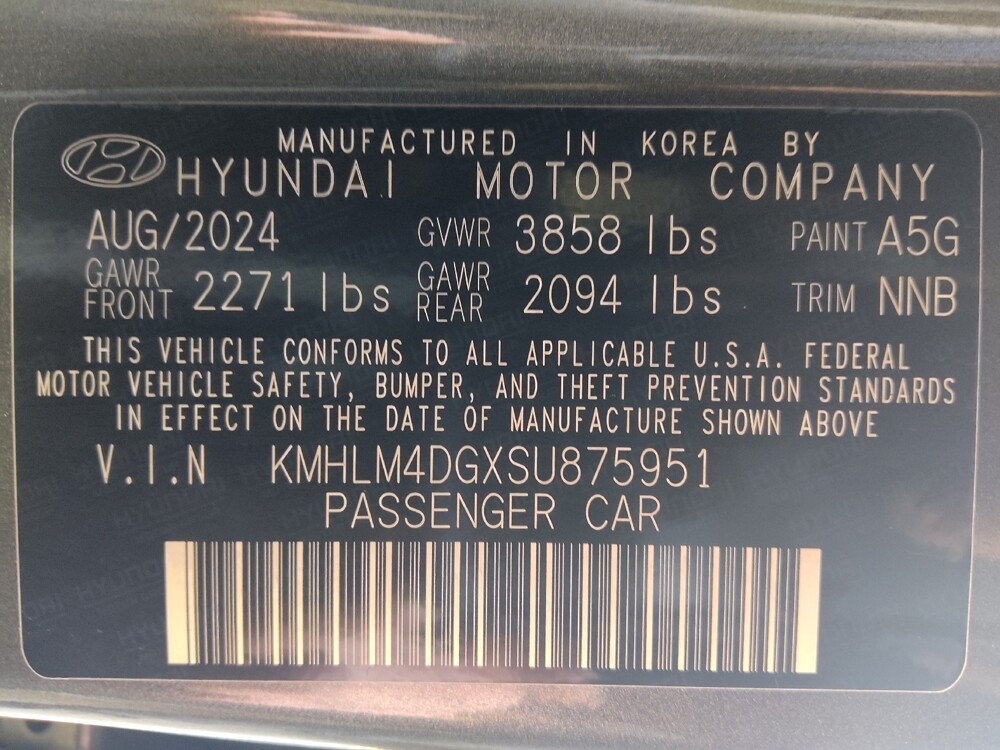 MANUFACTURED IN KOREA BY
HYUNDAI MOTOR COMPANY
AUG/2024 GVWR 3858 lbs PAINT A5G
GAWR FRONT 2271 lbs GAWR REAR 2094 lbs TRIM NNB
THIS VEHICLE CONFORMS TO ALL APPLICABLE U.S.A. FEDERAL
MOTOR VEHICLE SAFETY, BUMPER, AND THEFT PREVENTION STANDARDS
IN EFFECT ON THE DATE OF MANUFACTURE SHOWN ABOVE
V.I.N KMHLM4DGXSU875951
PASSENGER CAR